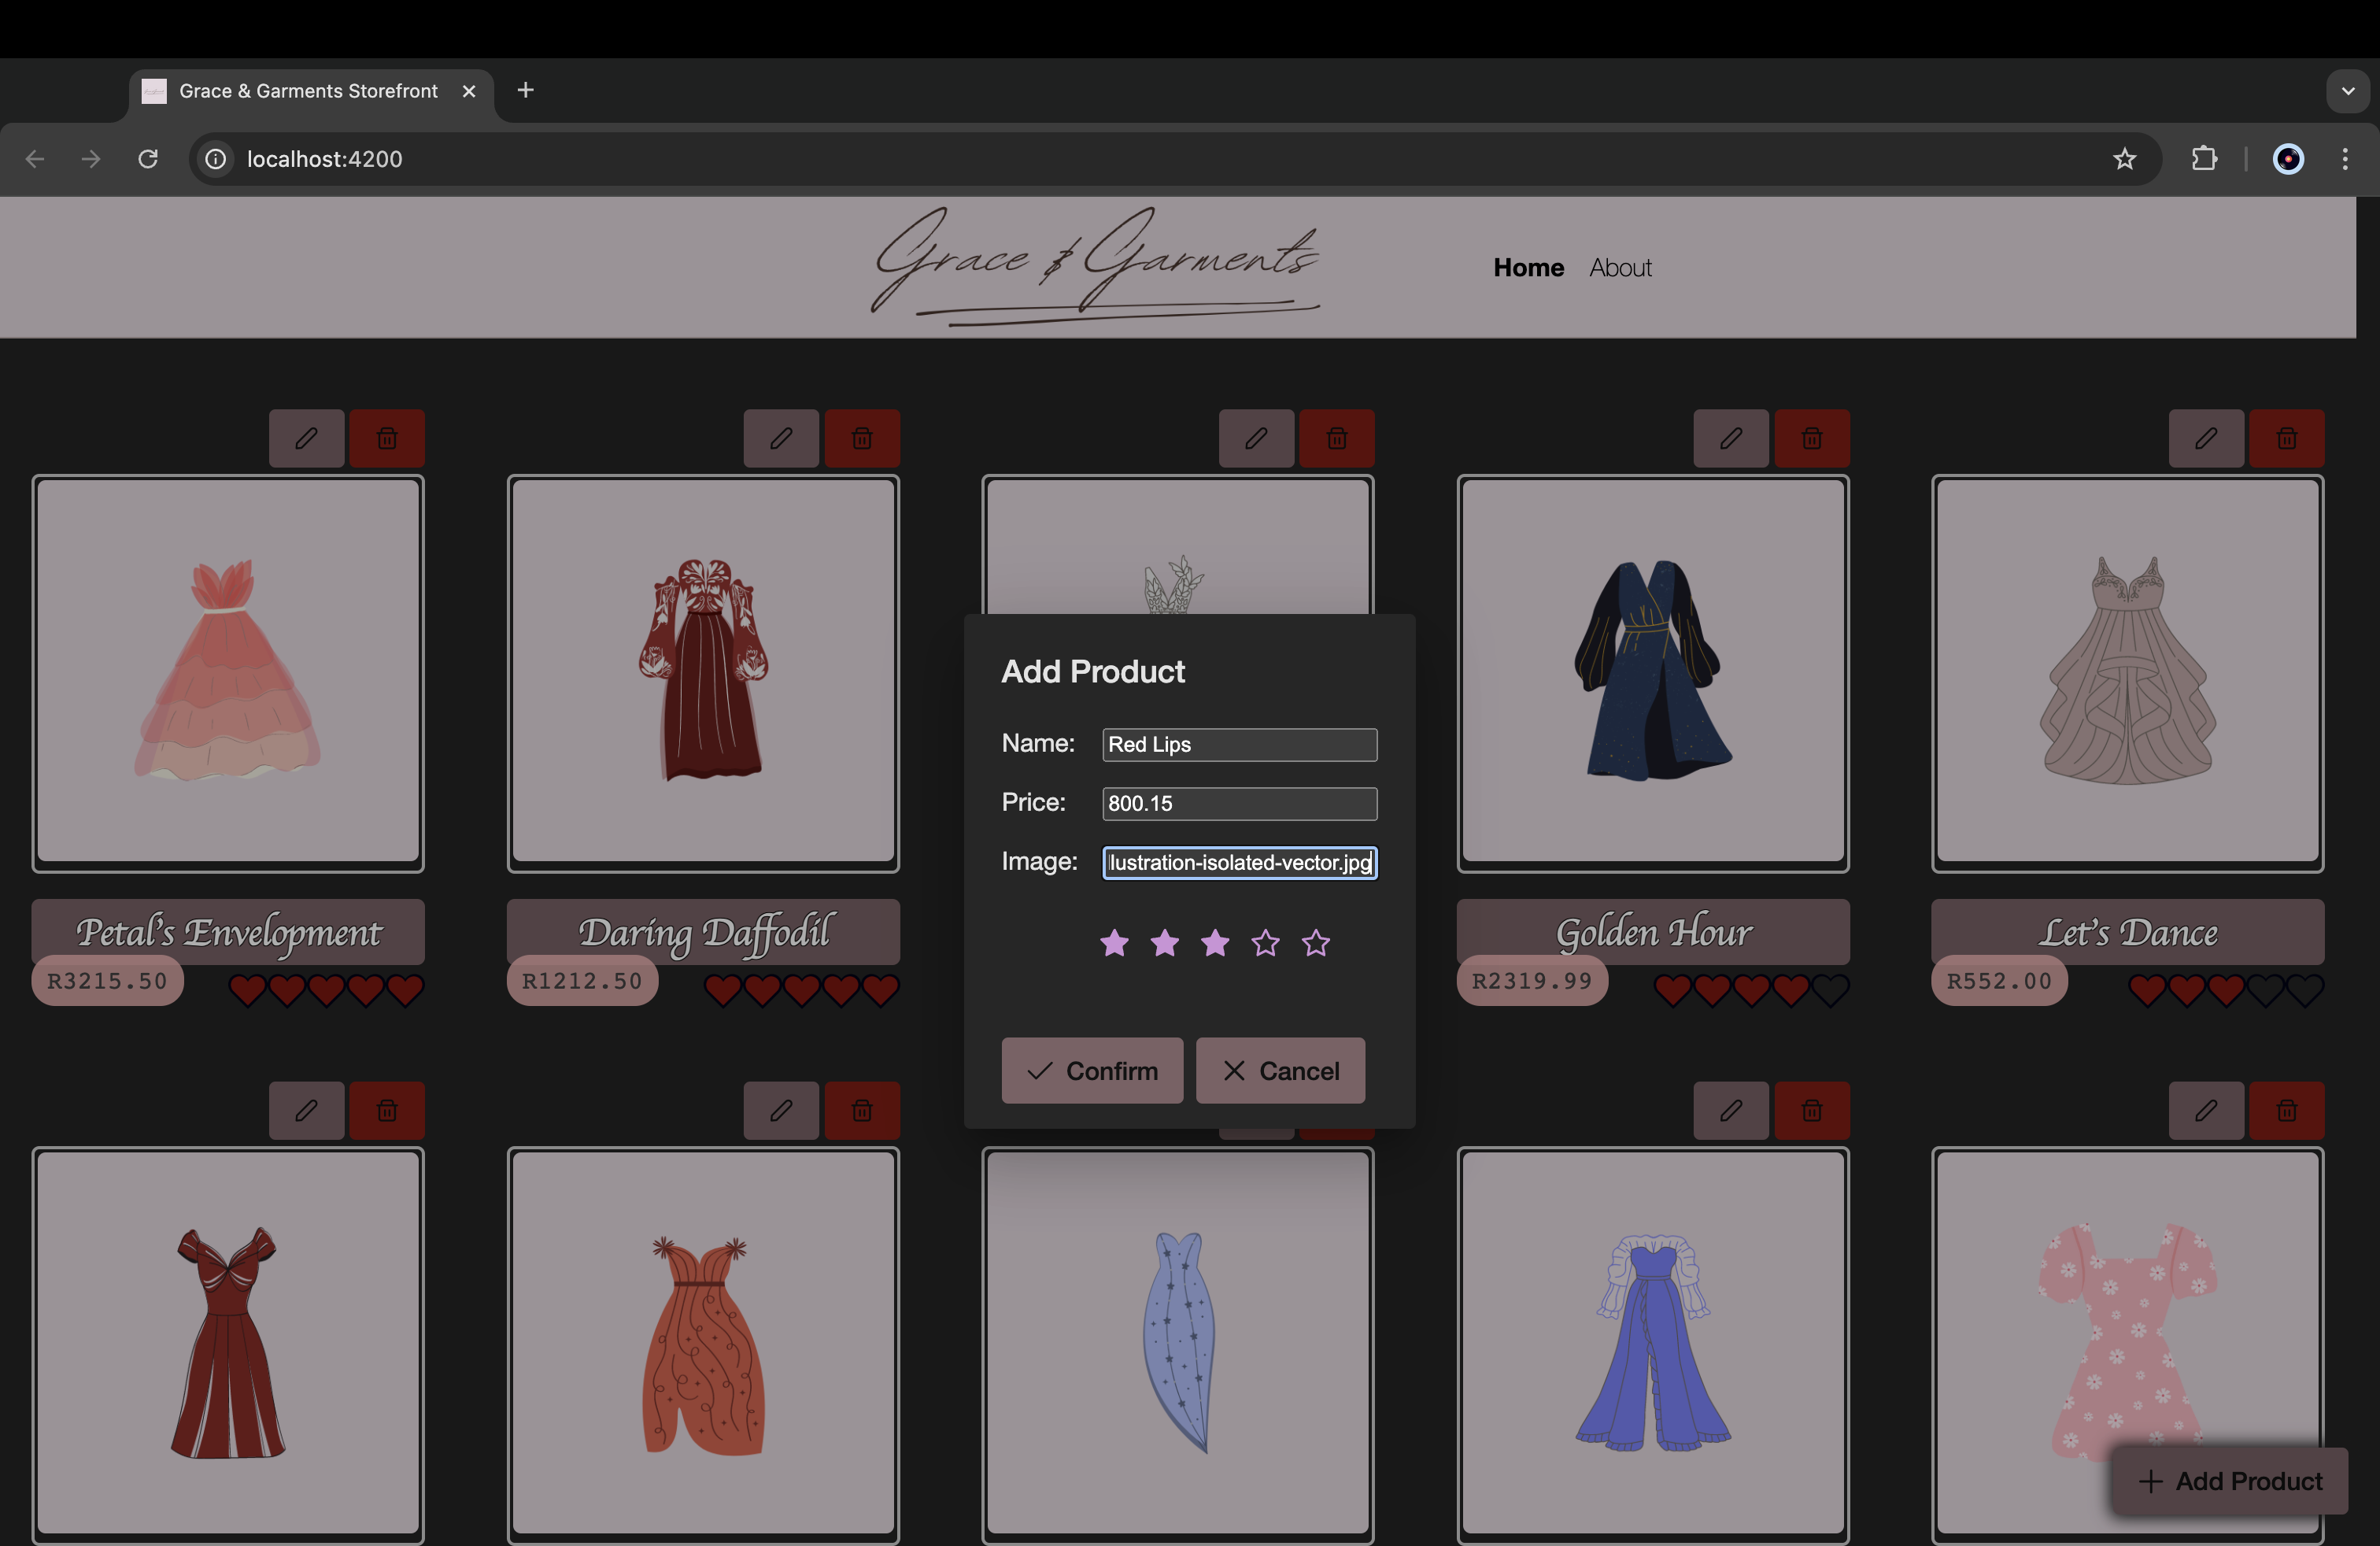 Grace & Garments Storefront
localhost:4200
Grace & Garments
Home About
Add Product
Name: Red Lips
Price: 800.15
Image: lustration-isolated-vector.jpg
Confirm Cancel
Petal's Envelopment
Daring Daffodil
Golden Hour
Let's Dance
R3215.50
R1212.50
R2319.99
R552.00
Add Product